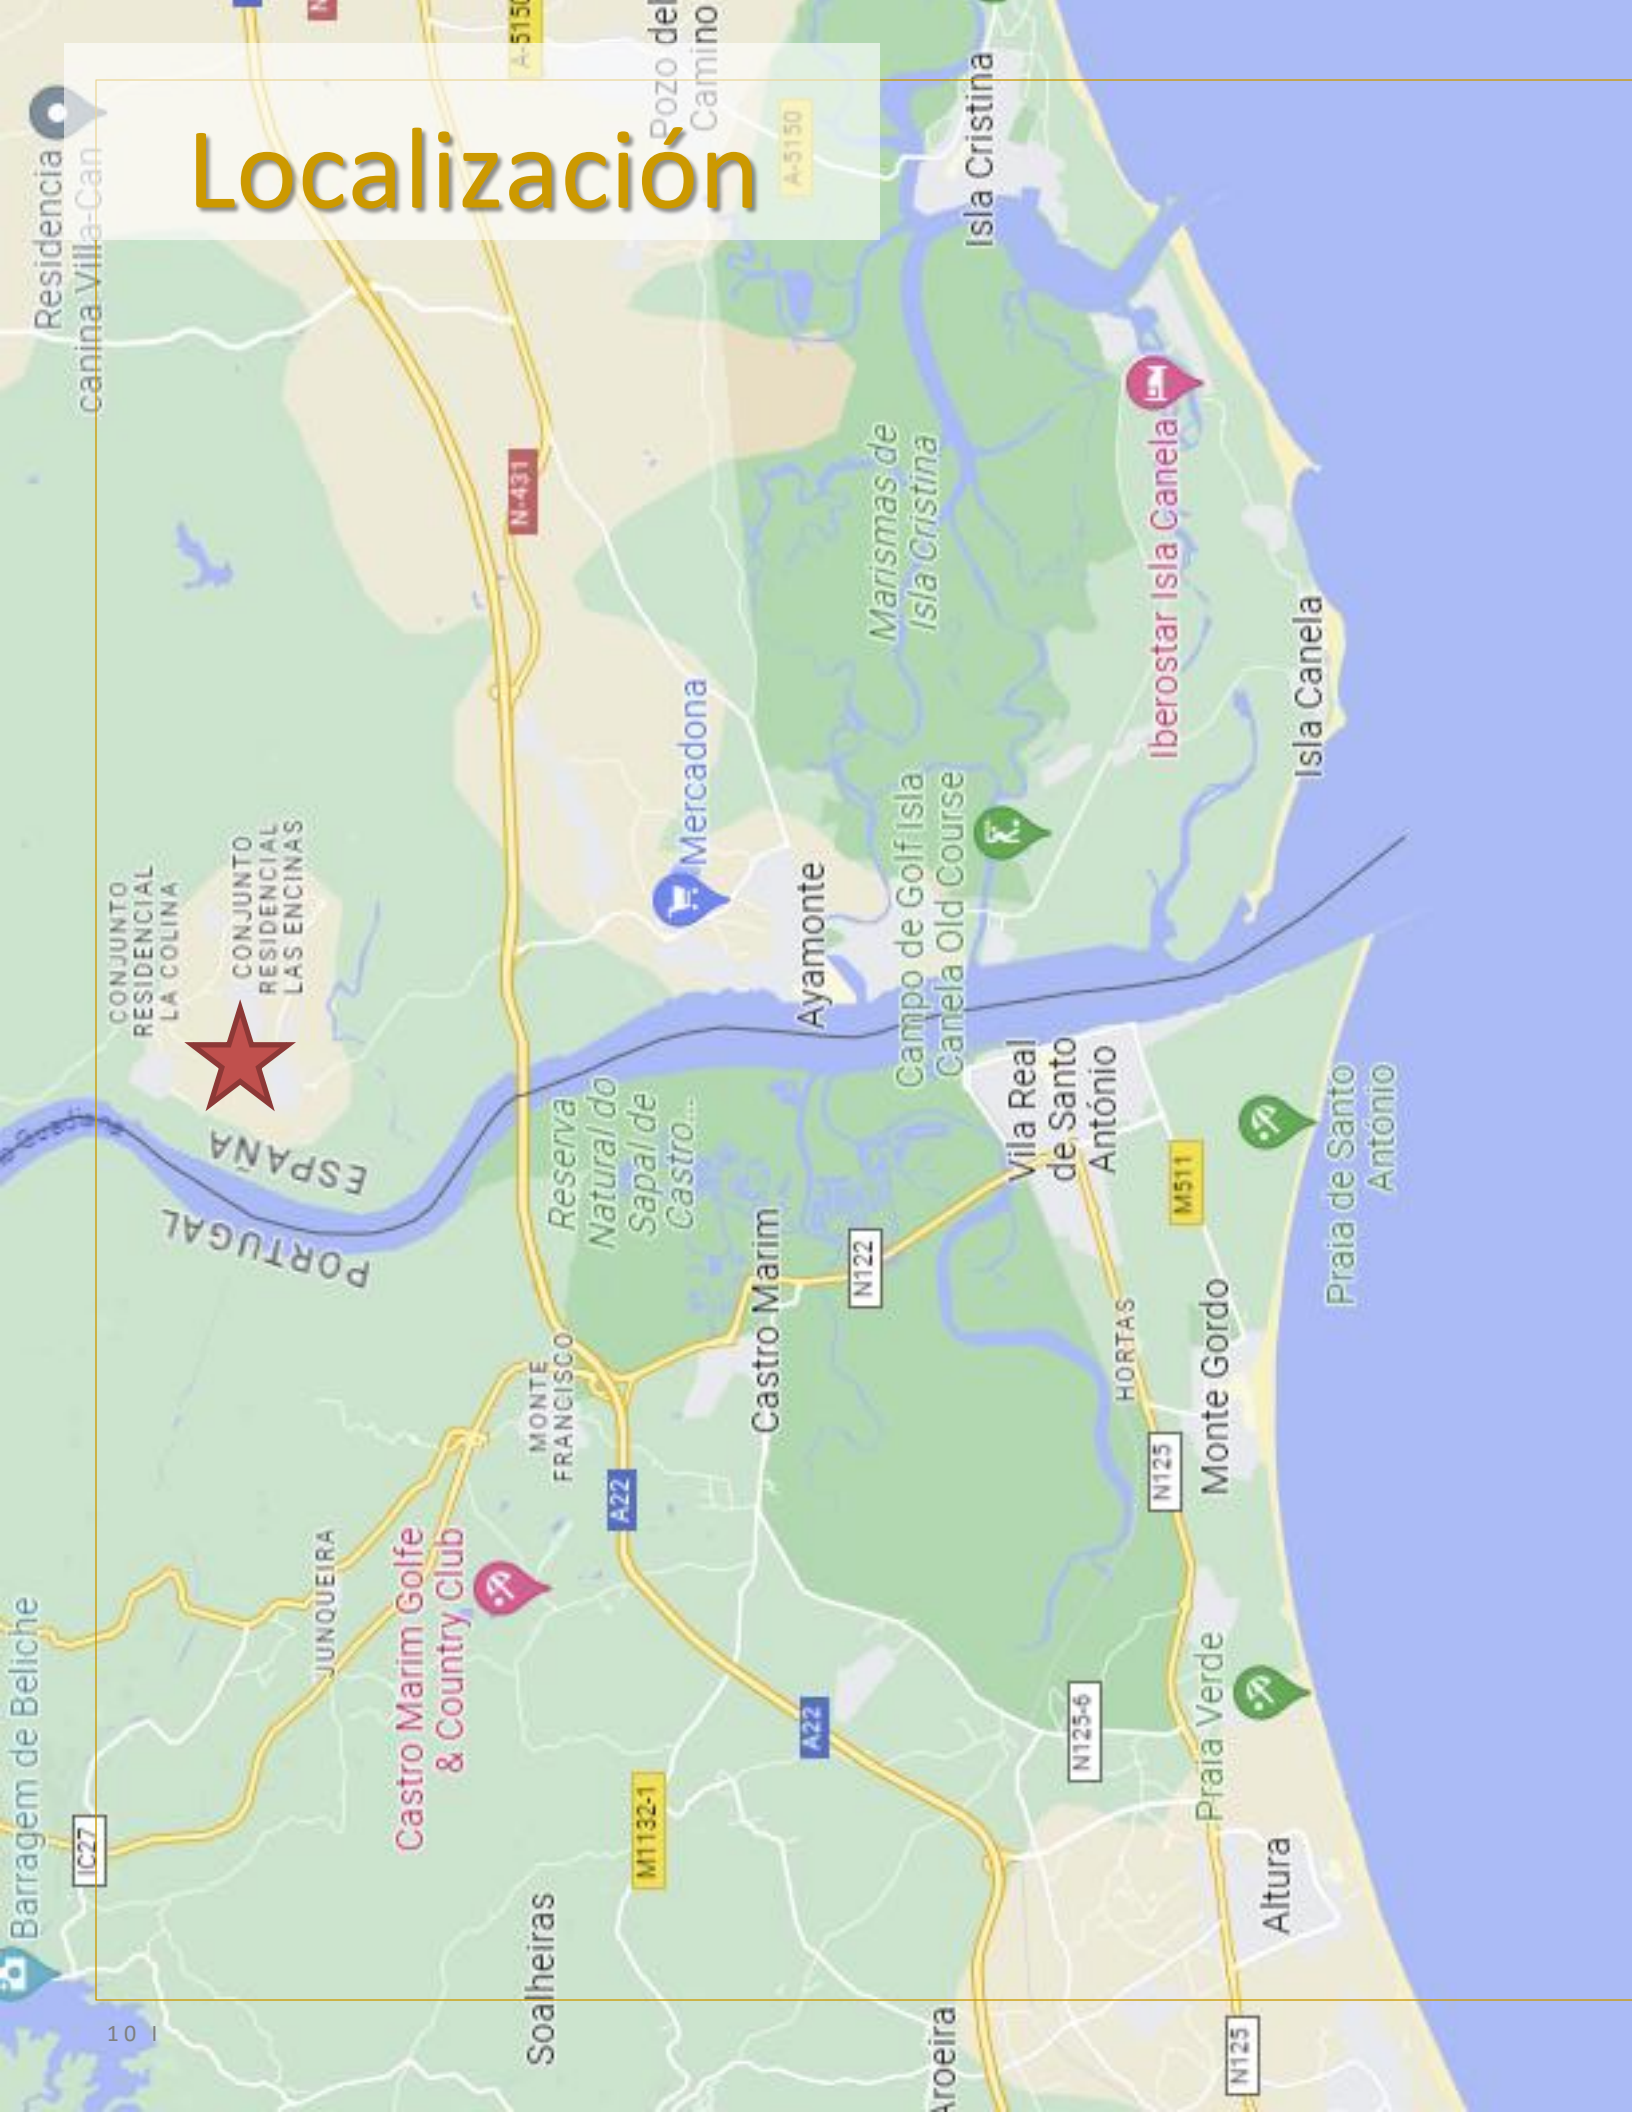 Localización
Residencia
canina Villa-Can
A-5150
Pozo del
Camino
A-5150
Isla Cristina
N-431
Marismas de
Isla Cristina
Iberostar Isla Canela
Isla Canela
Mercadona
CONJUNTO
RESIDENCIAL
LA COLINA
CONJUNTO
RESIDENCIAL
LAS ENCINAS
Ayamonte
Campo de Golf Isla
Canela Old Course
ESPAÑA
PORTUGAL
Reserva
Natural do
Sapal de
Castro...
Vila Real
de Santo
António
M511
Praia de Santo
António
Castro Marim
N122
HORTAS
Monte Gordo
N125
MONTE
FRANCISCO
A22
JUNQUEIRA
Castro Marim Golfe
& Country Club
Barragem de Beliche
IC27
A22
M1132-1
N125-6
Praia Verde
Altura
Soalheiras
Aroeira
N125
10 |